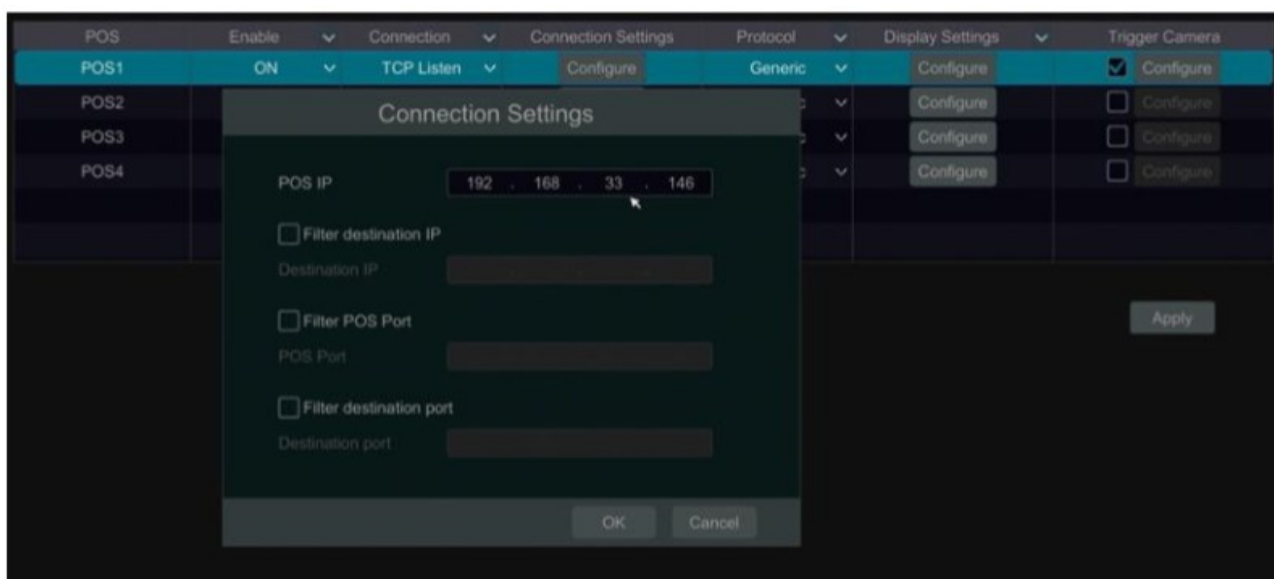 POS Enable Connection Connection Settings Protocol Display Settings Trigger Camera
POS1 ON TCP Listen Configure Generic Configure Configure
POS2 Configure Configure
POS3 Configure Configure
POS4 Configure Configure
Connection Settings
POS IP 192 . 168 . 33 . 146
Filter destination IP
Destination IP
Filter POS Port
POS Port
Filter destination port
Destination port
Apply
OK Cancel